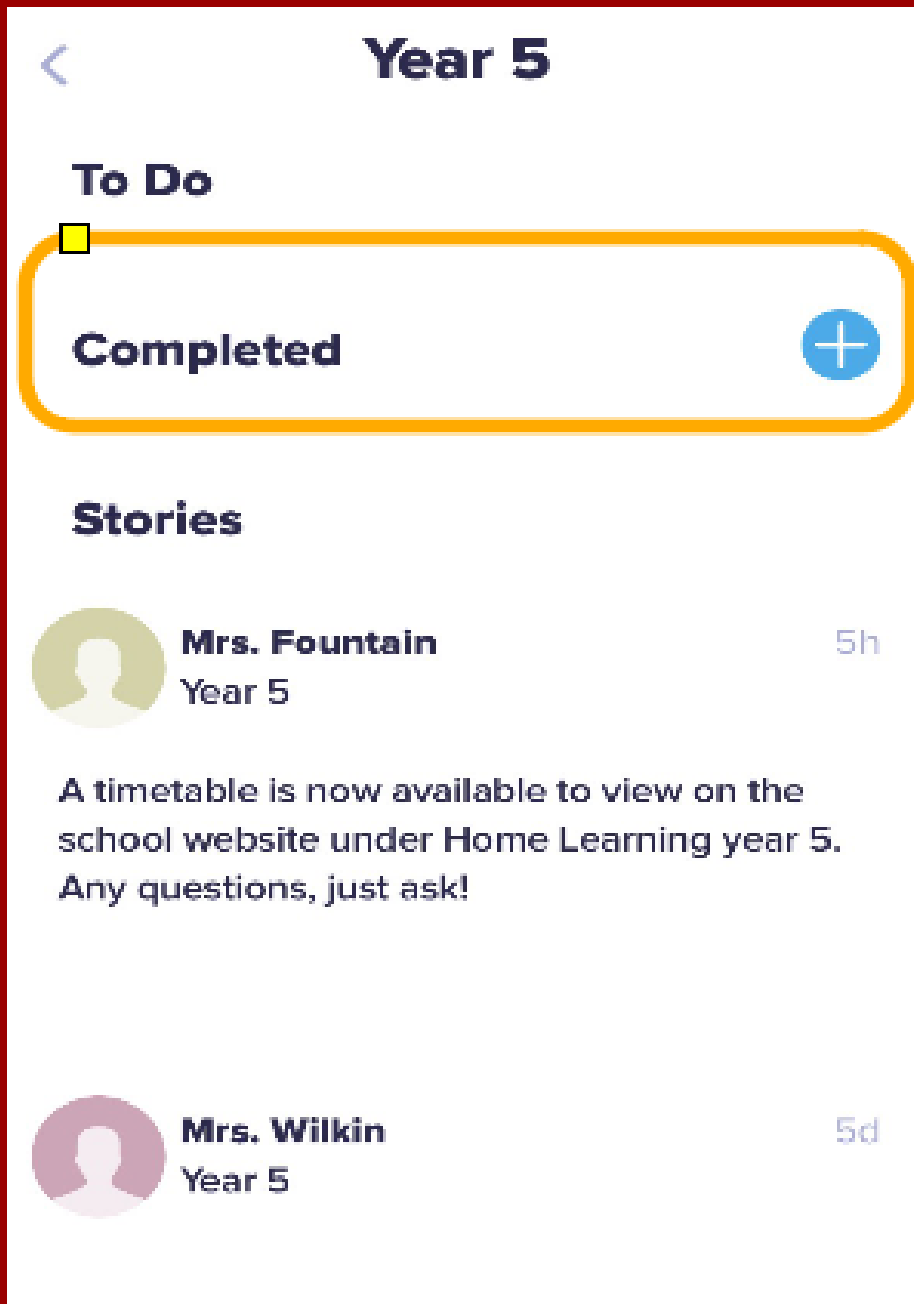 Year 5
To Do
Completed
Stories
Mrs. Fountain 5h
Year 5
A timetable is now available to view on the
school website under Home Learning year 5.
Any questions, just ask!
Mrs. Wilkin 5d
Year 5